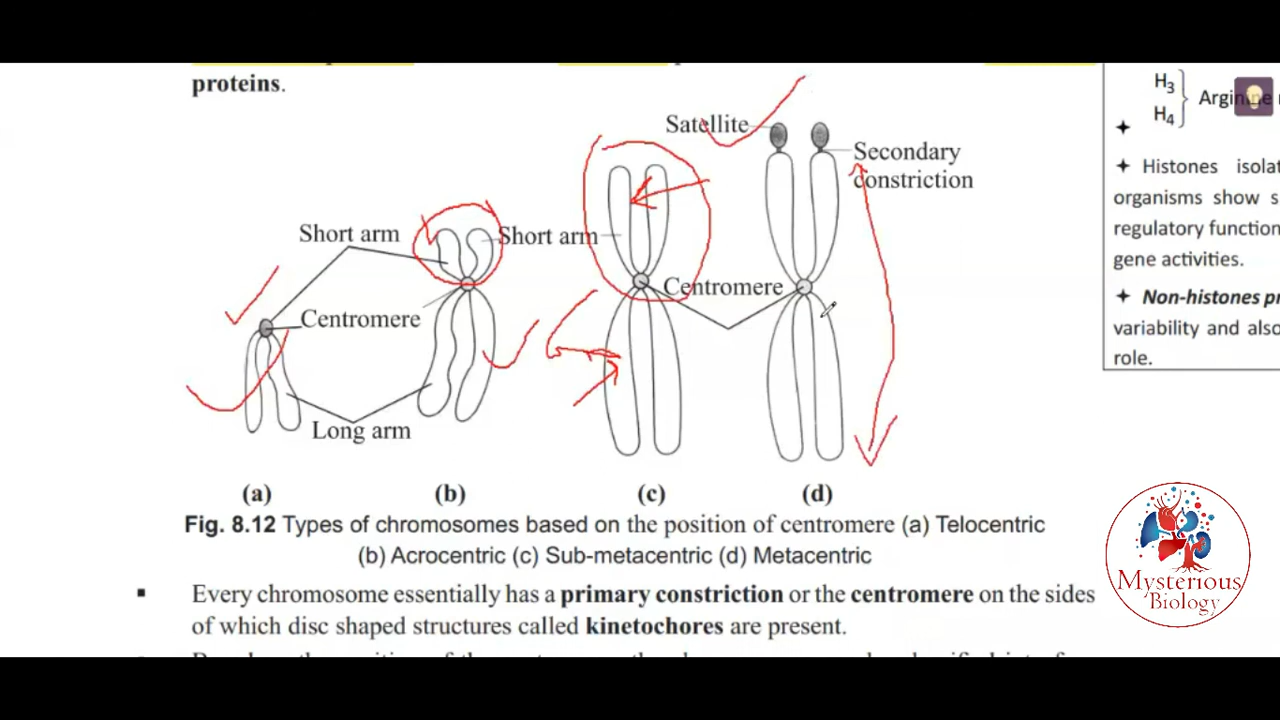 proteins.
H3
H4
Satellite
Secondary
constriction
Short arm
Short arm
Centromere
Centromere
Long arm
(a) (b) (c) (d)
Fig. 8.12 Types of chromosomes based on the position of centromere (a) Telocentric
(b) Acrocentric (c) Sub-metacentric (d) Metacentric
▪ Every chromosome essentially has a primary constriction or the centromere on the sides
of which disc shaped structures called kinetochores are present.
✦ Histones
organisms show
regulatory function
gene activities.
✦ Non-histones
variability and also
role.
Mysterious
Biology